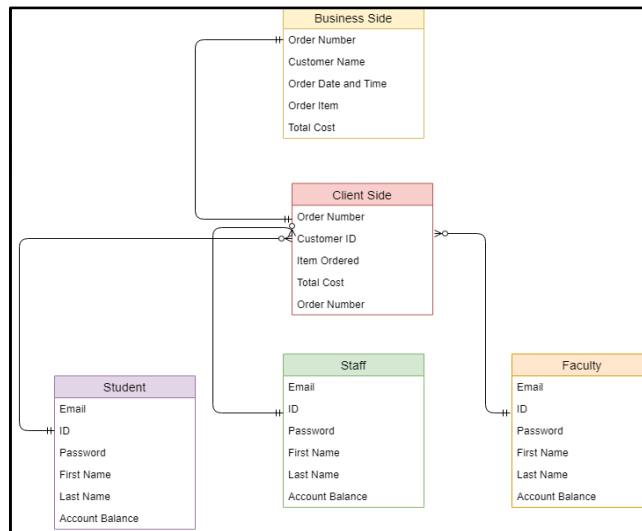 Business Side
Order Number
Customer Name
Order Date and Time
Order Item
Total Cost
Client Side
Order Number
Customer ID
Item Ordered
Total Cost
Order Number
Student
Email
ID
Password
First Name
Last Name
Account Balance
Staff
Email
ID
Password
First Name
Last Name
Account Balance
Faculty
Email
ID
Password
First Name
Last Name
Account Balance